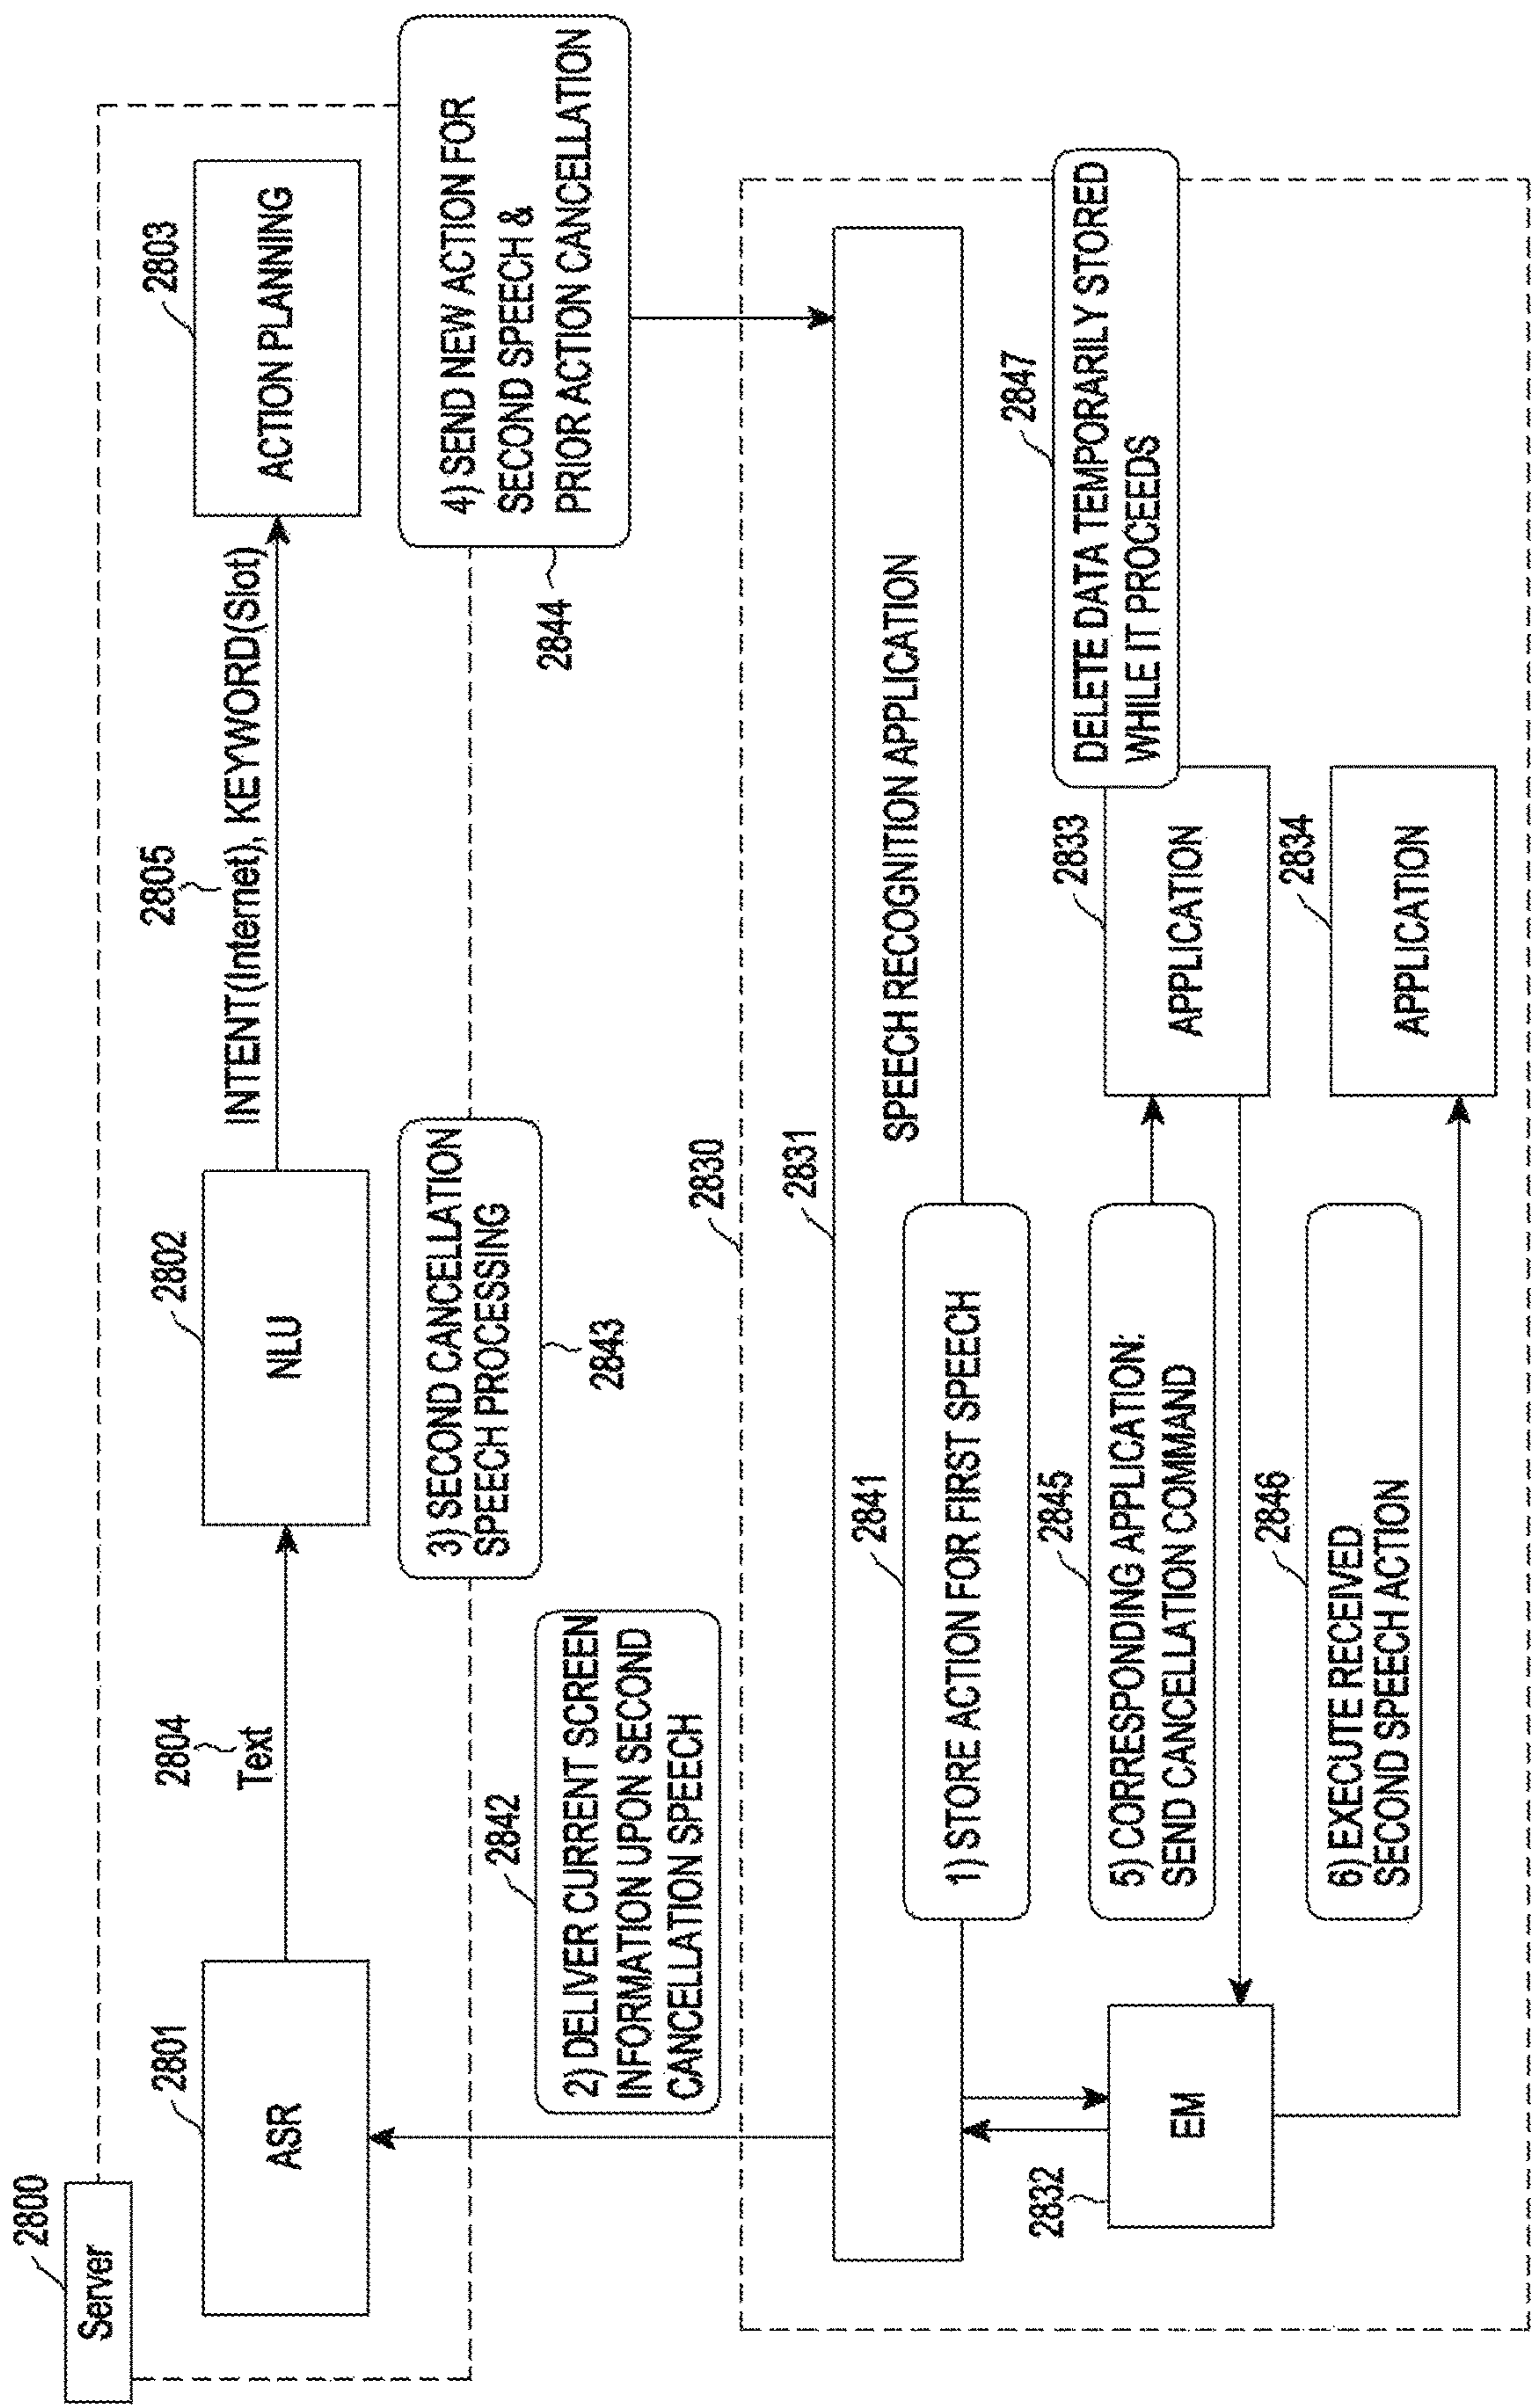 2800
Server
2801
ASR
2804
Text
2802
NLU
2805
INTENT(Internet), KEYWORD(Slot)
2803
ACTION PLANNING
2842
2) DELIVER CURRENT SCREEN
INFORMATION UPON SECOND
CANCELLATION SPEECH
3) SECOND CANCELLATION
SPEECH PROCESSING
2843
4) SEND NEW ACTION FOR
SECOND SPEECH &
PRIOR ACTION CANCELLATION
2844
2830
2831
SPEECH RECOGNITION APPLICATION
2841
1) STORE ACTION FOR FIRST SPEECH
2832
EM
2845
5) CORRESPONDING APPLICATION:
SEND CANCELLATION COMMAND
2846
6) EXECUTE RECEIVED
SECOND SPEECH ACTION
2833
APPLICATION
2847
DELETE DATA TEMPORARILY STORED
WHILE IT PROCEEDS
2834
APPLICATION